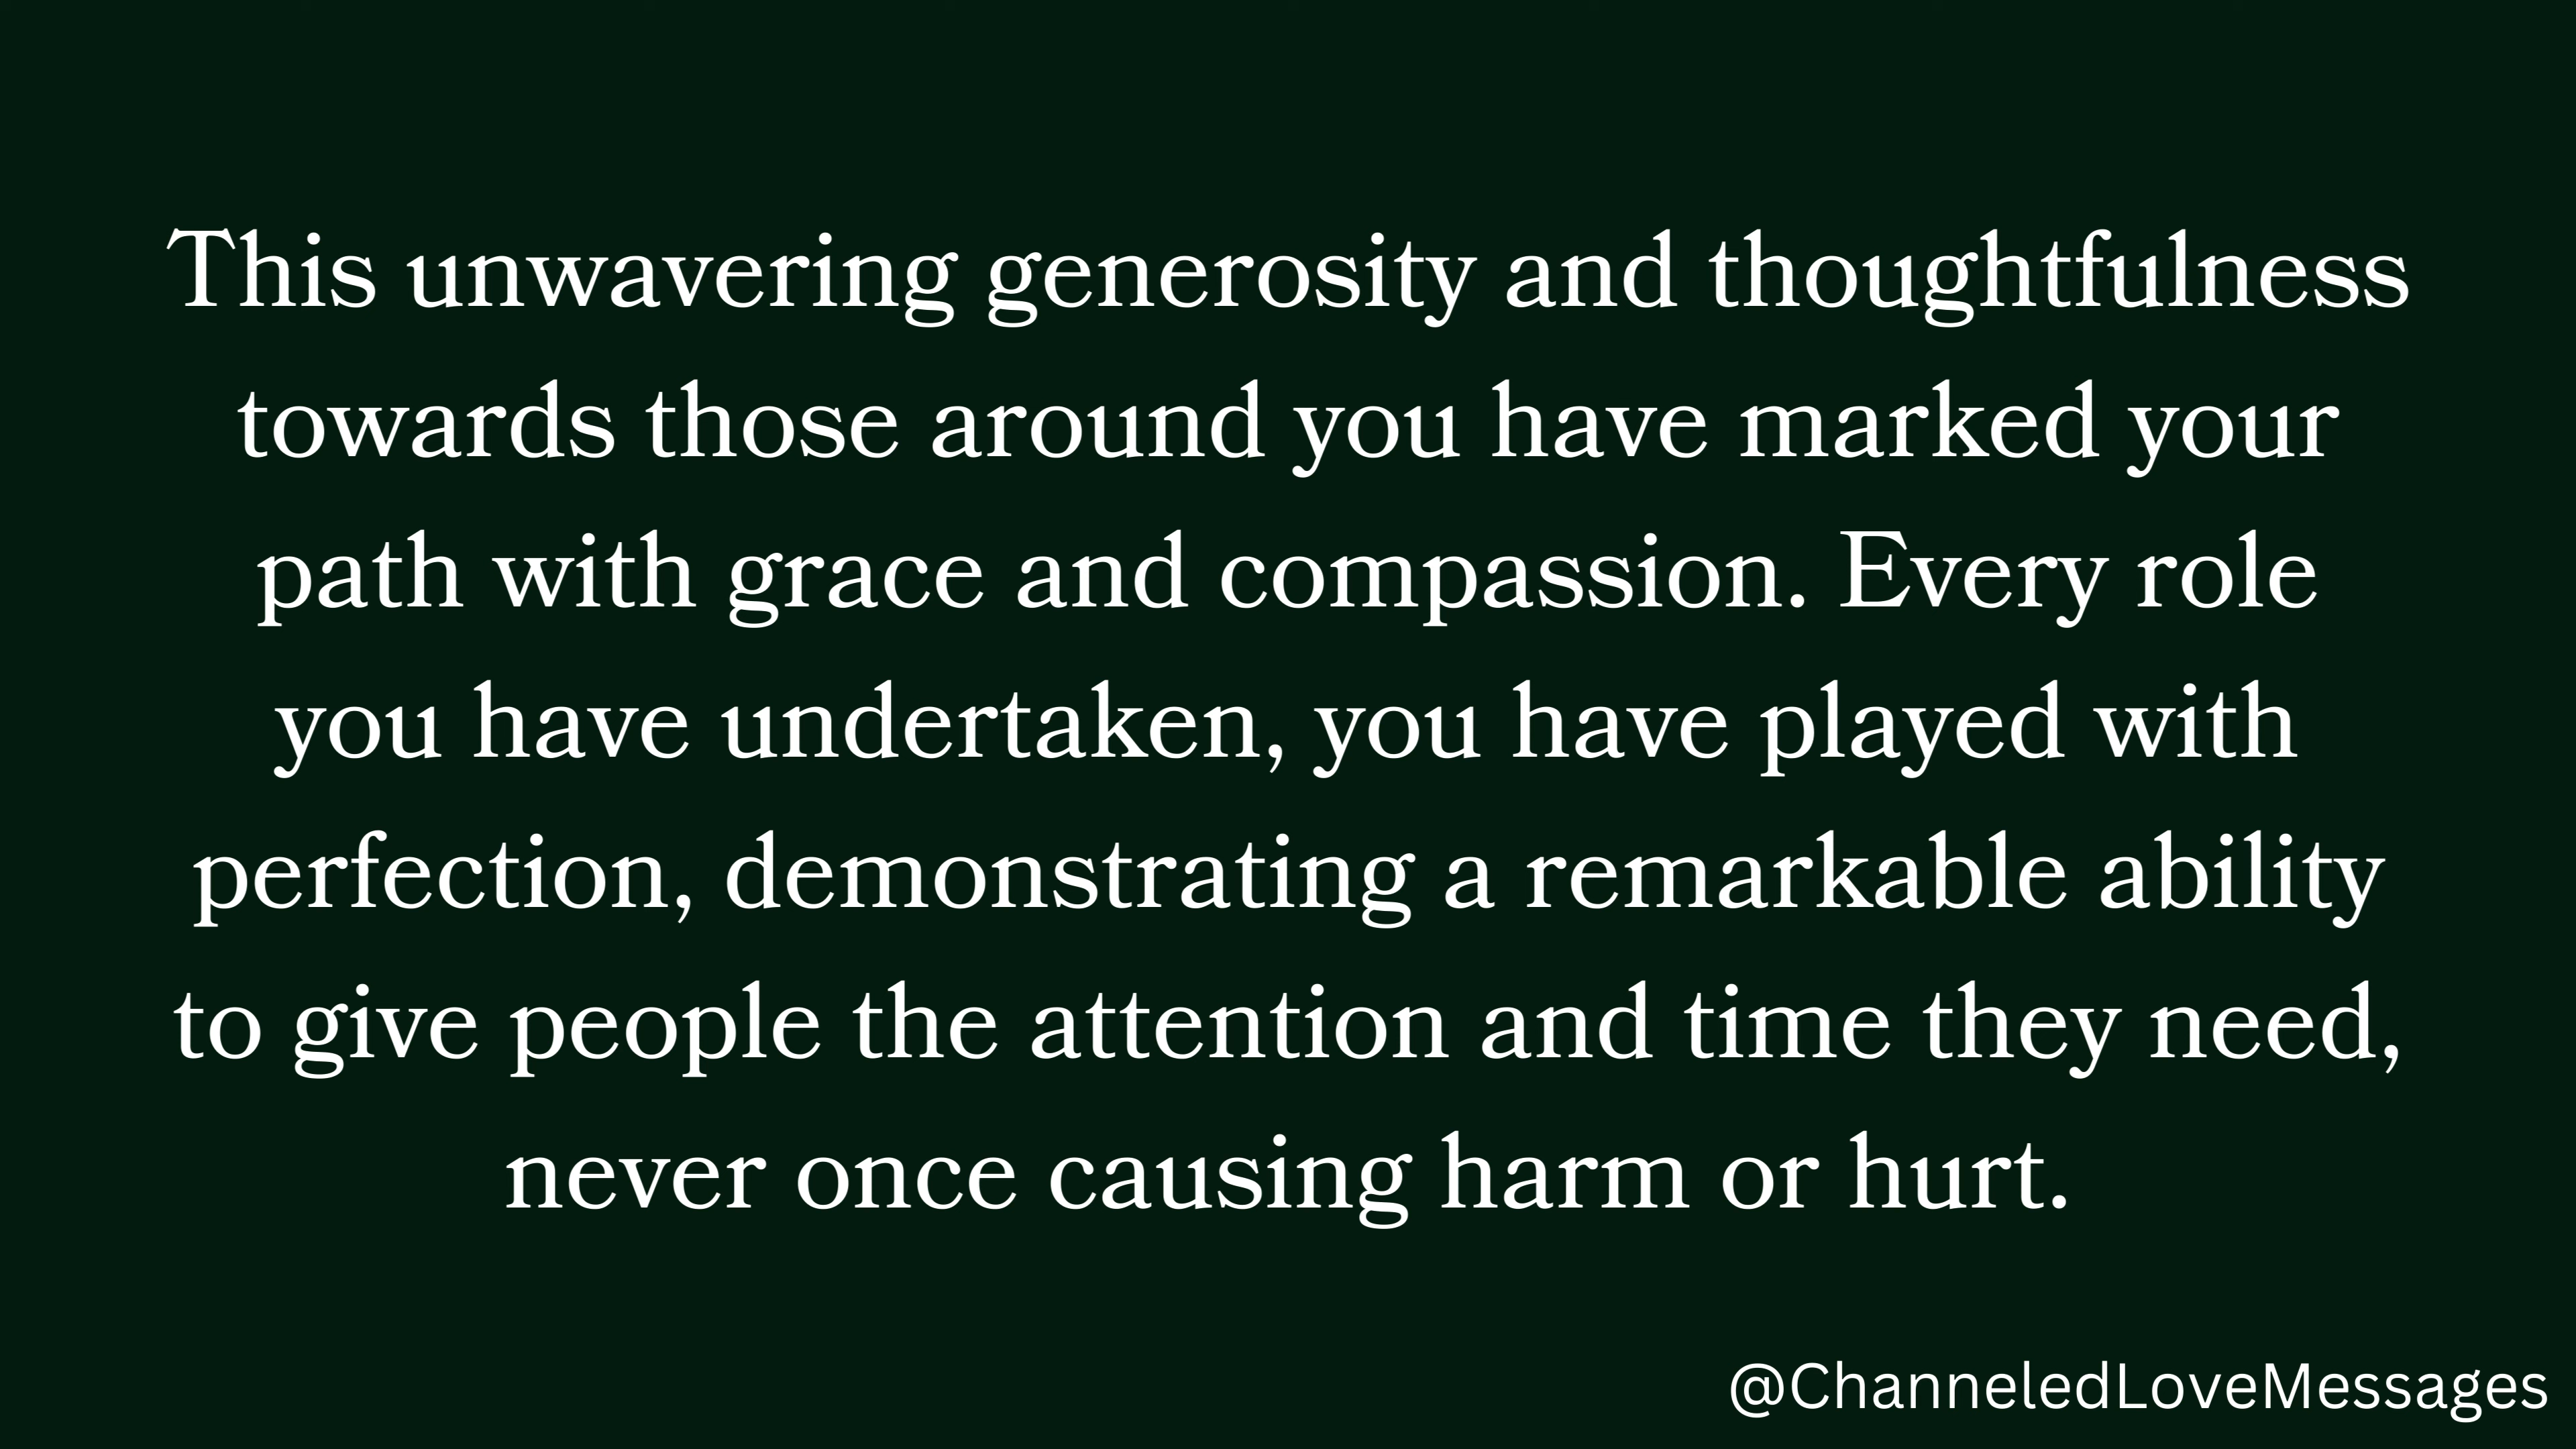 This unwavering generosity and thoughtfulness
towards those around you have marked your
path with grace and compassion. Every role
you have undertaken, you have played with
perfection, demonstrating a remarkable ability
to give people the attention and time they need,
never once causing harm or hurt.
@ChanneledLoveMessages